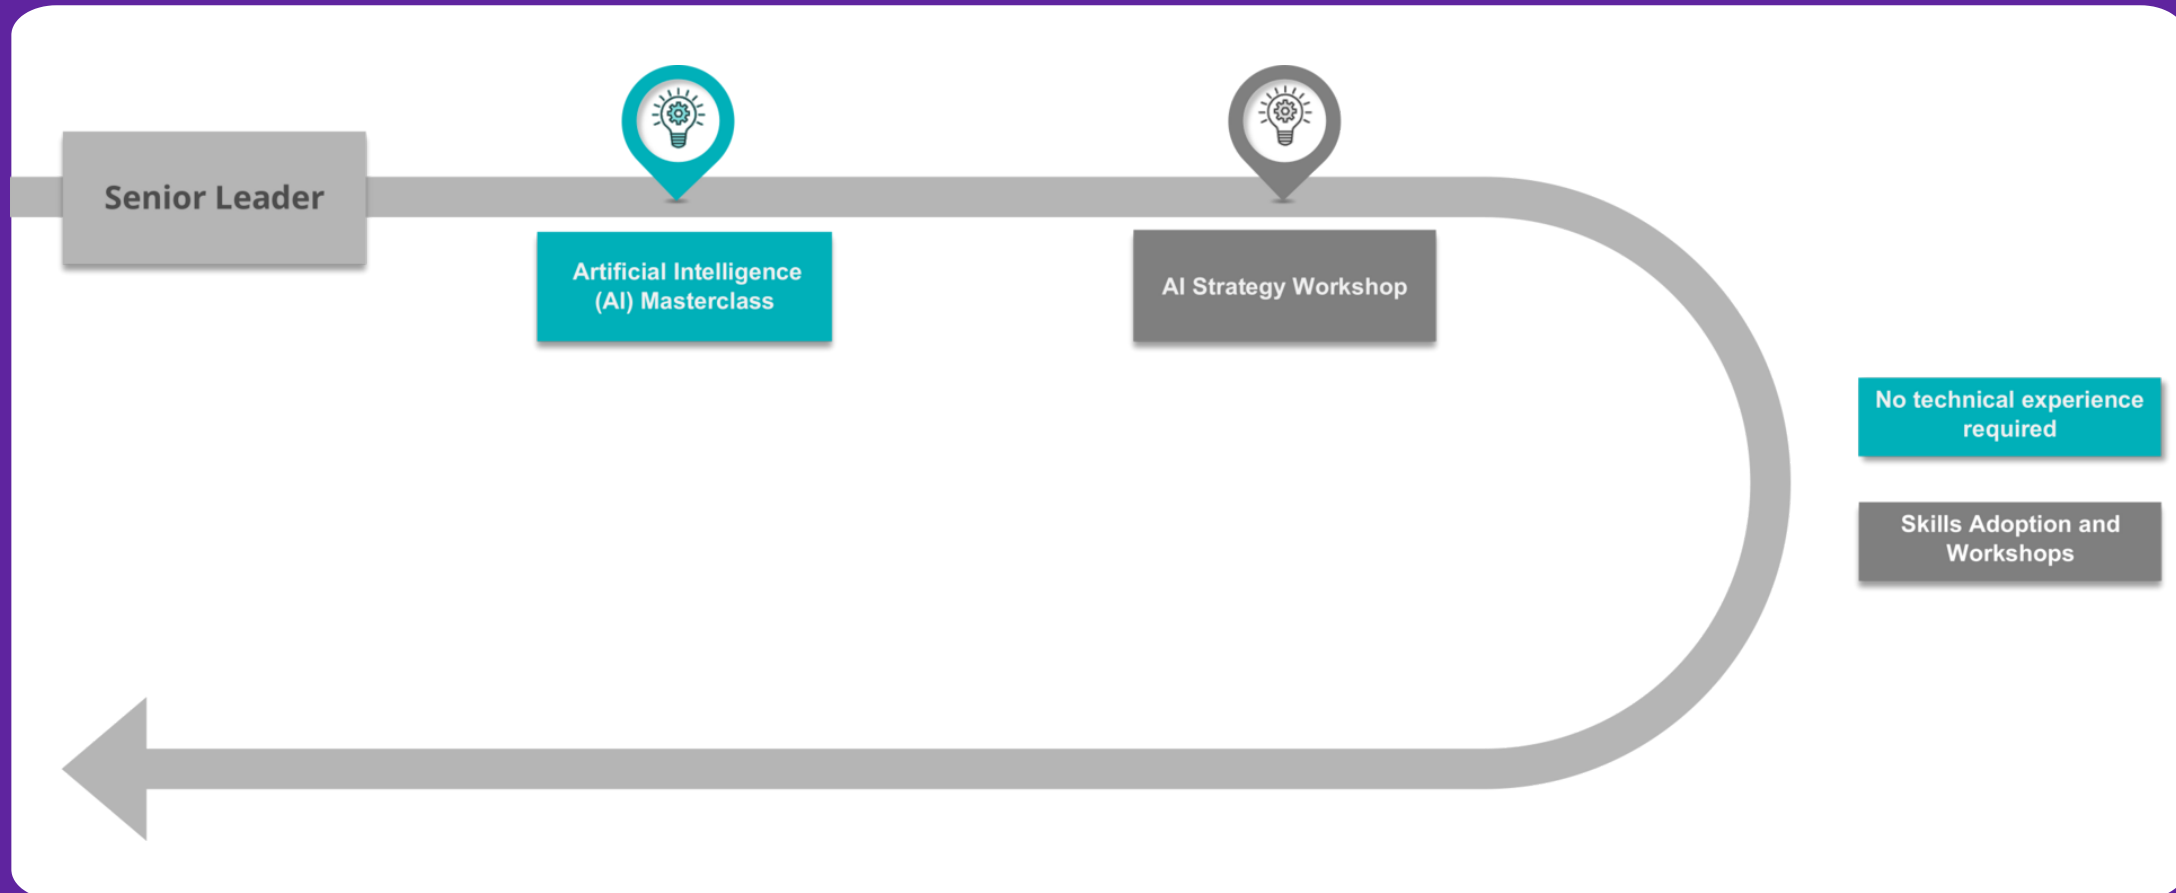 Senior Leader
Artificial Intelligence
(AI) Masterclass
AI Strategy Workshop
No technical experience
required
Skills Adoption and
Workshops